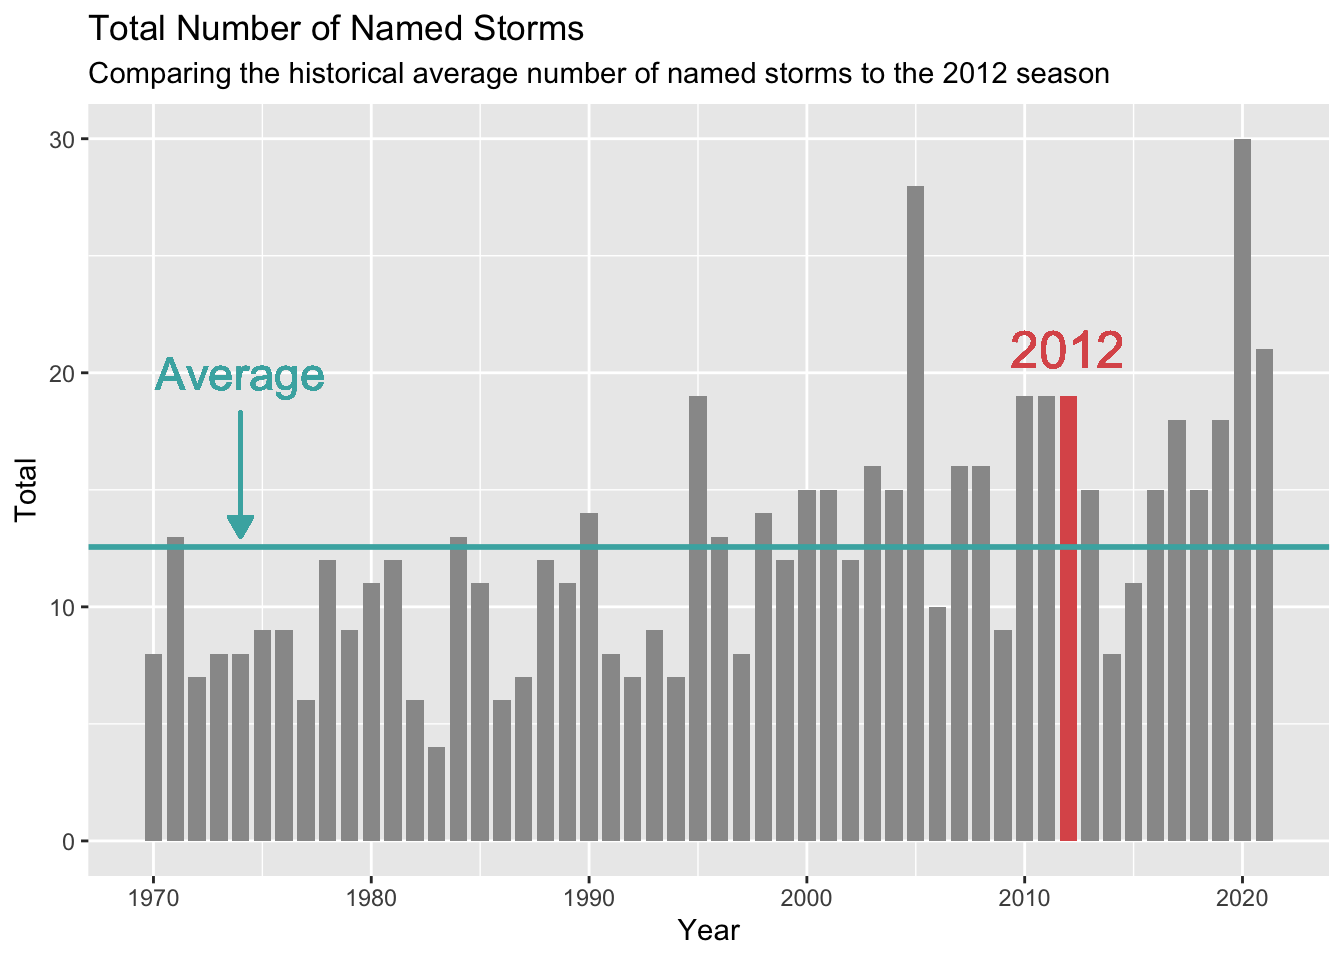 Total Number of Named Storms
Comparing the historical average number of named storms to the 2012 season
30
20
10
0
Total
Average
2012
1970 1980 1990 2000 2010 2020
Year